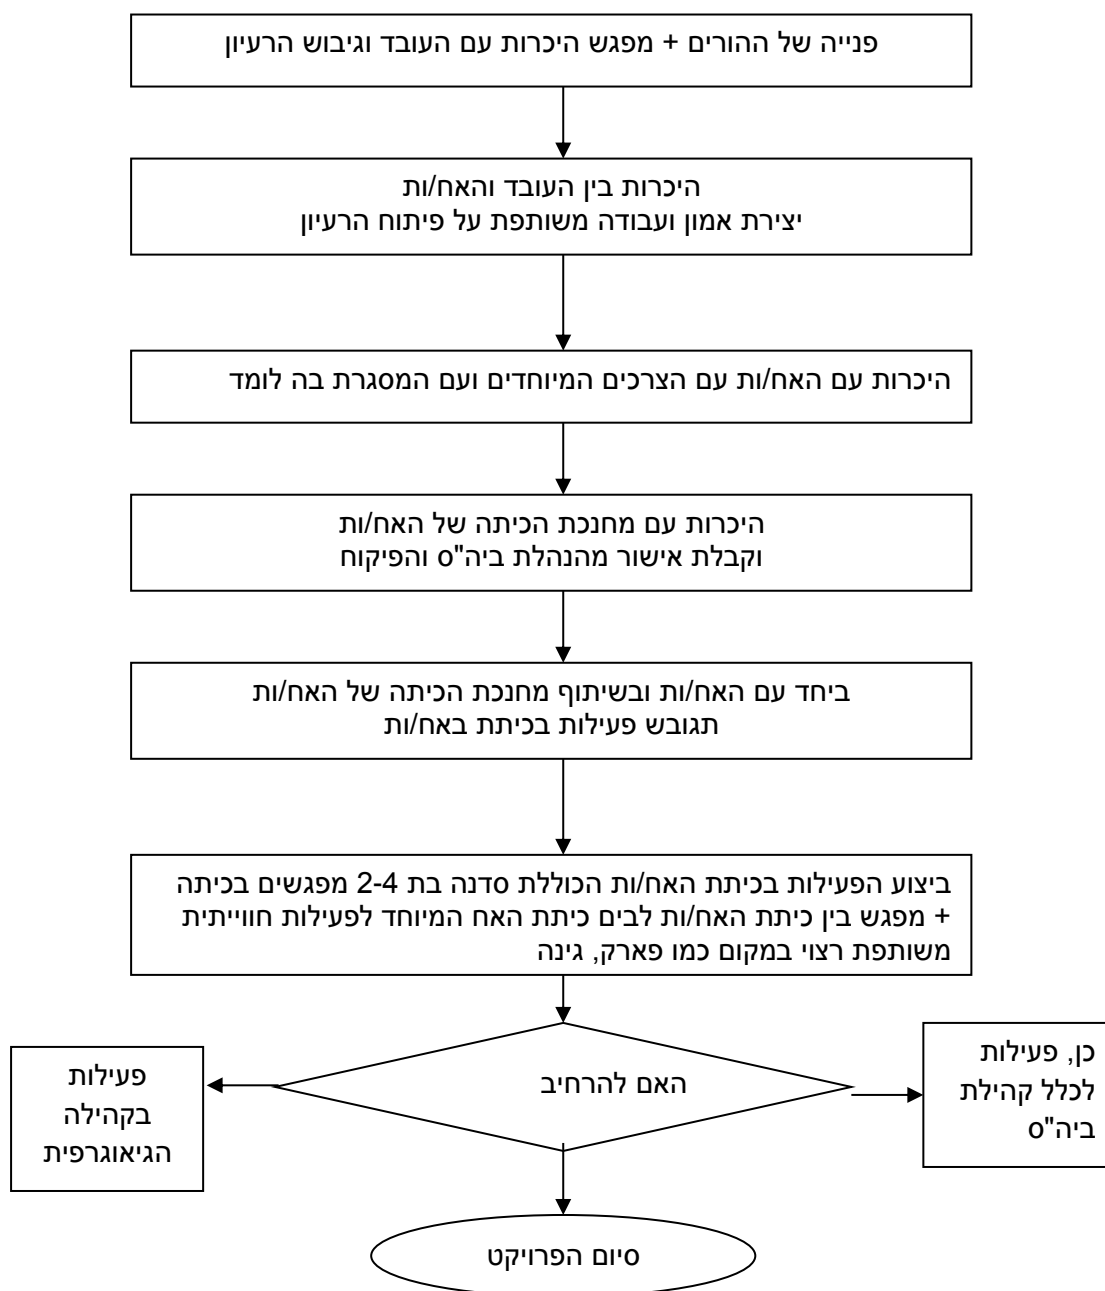 פנייה של ההורים + מפגש היכרות עם העובד וגיבוש הרעיון
היכרות בין העובד והאח/ות
יצירת אמון ועבודה משותפת על פיתוח הרעיון
היכרות עם האח/ות עם הצרכים המיוחדים ועם המסגרת בה לומד
היכרות עם מחנכת הכיתה של האח/ות
וקבלת אישור מהנהלת ביה"ס והפיקוח
ביחד עם האח/ות ובשיתוף מחנכת הכיתה של האח/ות
תגובש פעילות בכיתת באח/ות
ביצוע הפעילות בכיתת האח/ות הכוללת סדנה בת 2-4 מפגשים בכיתה
+ מפגש בין כיתת האח/ות לבים כיתת האח המיוחד לפעילות חווייתית
משותפת רצוי במקום כמו פארק, גינה
האם להרחיב
כן, פעילות
לכלל קהילת
ביה"ס
פעילות
בקהילה
הגיאוגרפית
סיום הפרויקט